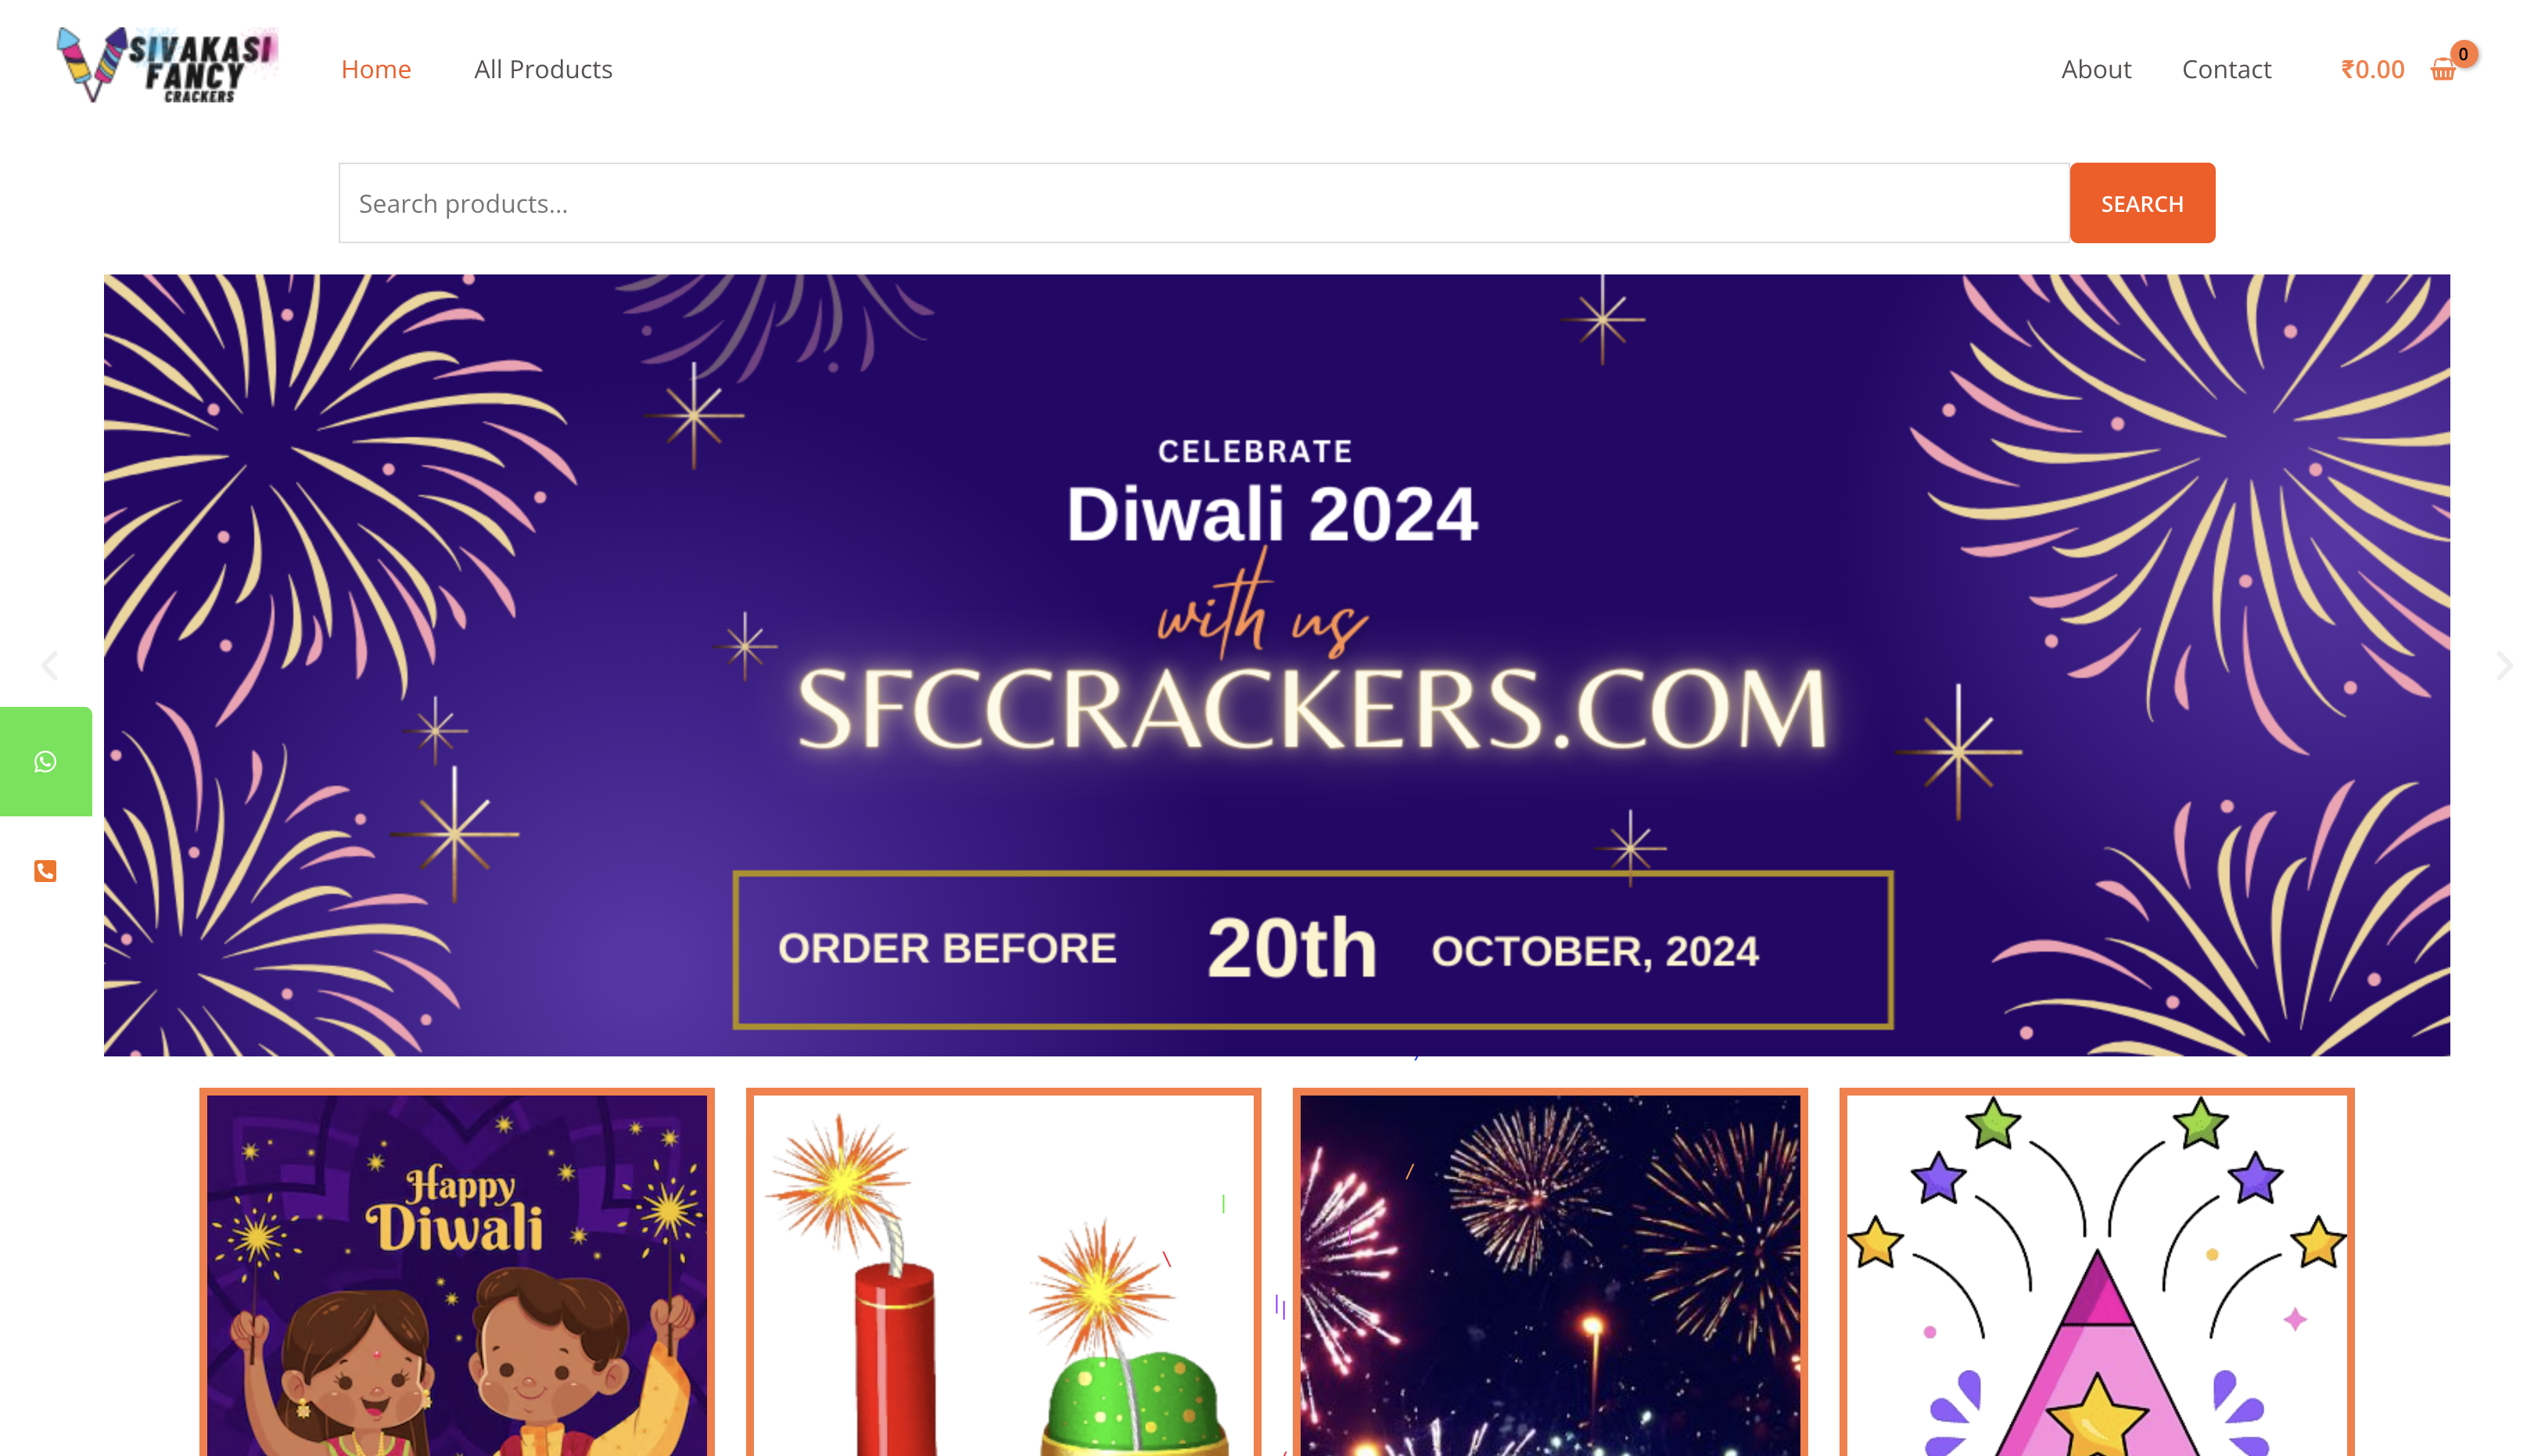 SIVAKASI
FANCY
CRACKERS
Home
All Products
About
Contact
₹0.00
0
Search products...
SEARCH
CELEBRATE
Diwali 2024
with us
SFCCRACKERS.COM
ORDER BEFORE 20th OCTOBER, 2024
Happy
Diwali